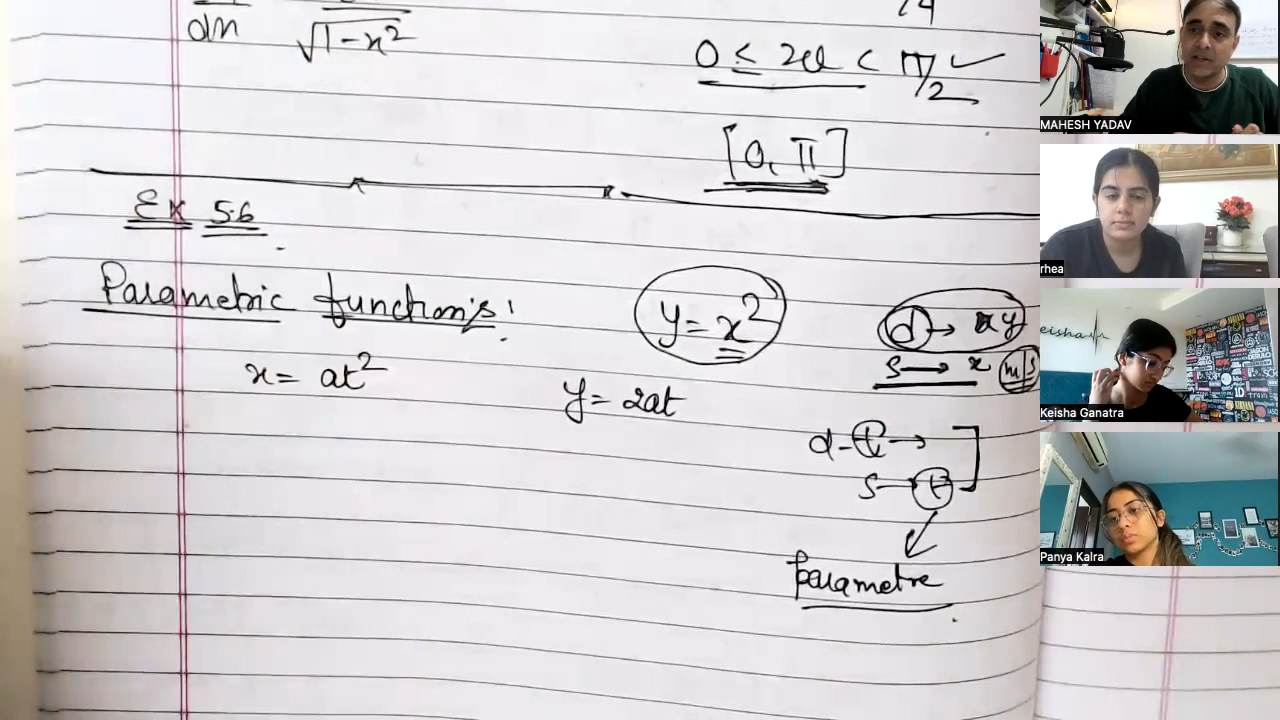 dx √1-x²
0 ≤ 2θ < π/2 ✓
[0, π]
Ex 5.6
Parametric functions:
y = x²
d → y
s → x m/s
x = at²
y = 2at
d - t →
s → t
parametre
MAHESH YADAV
rhea
keisha
Keisha Ganatra
Panya Kalra